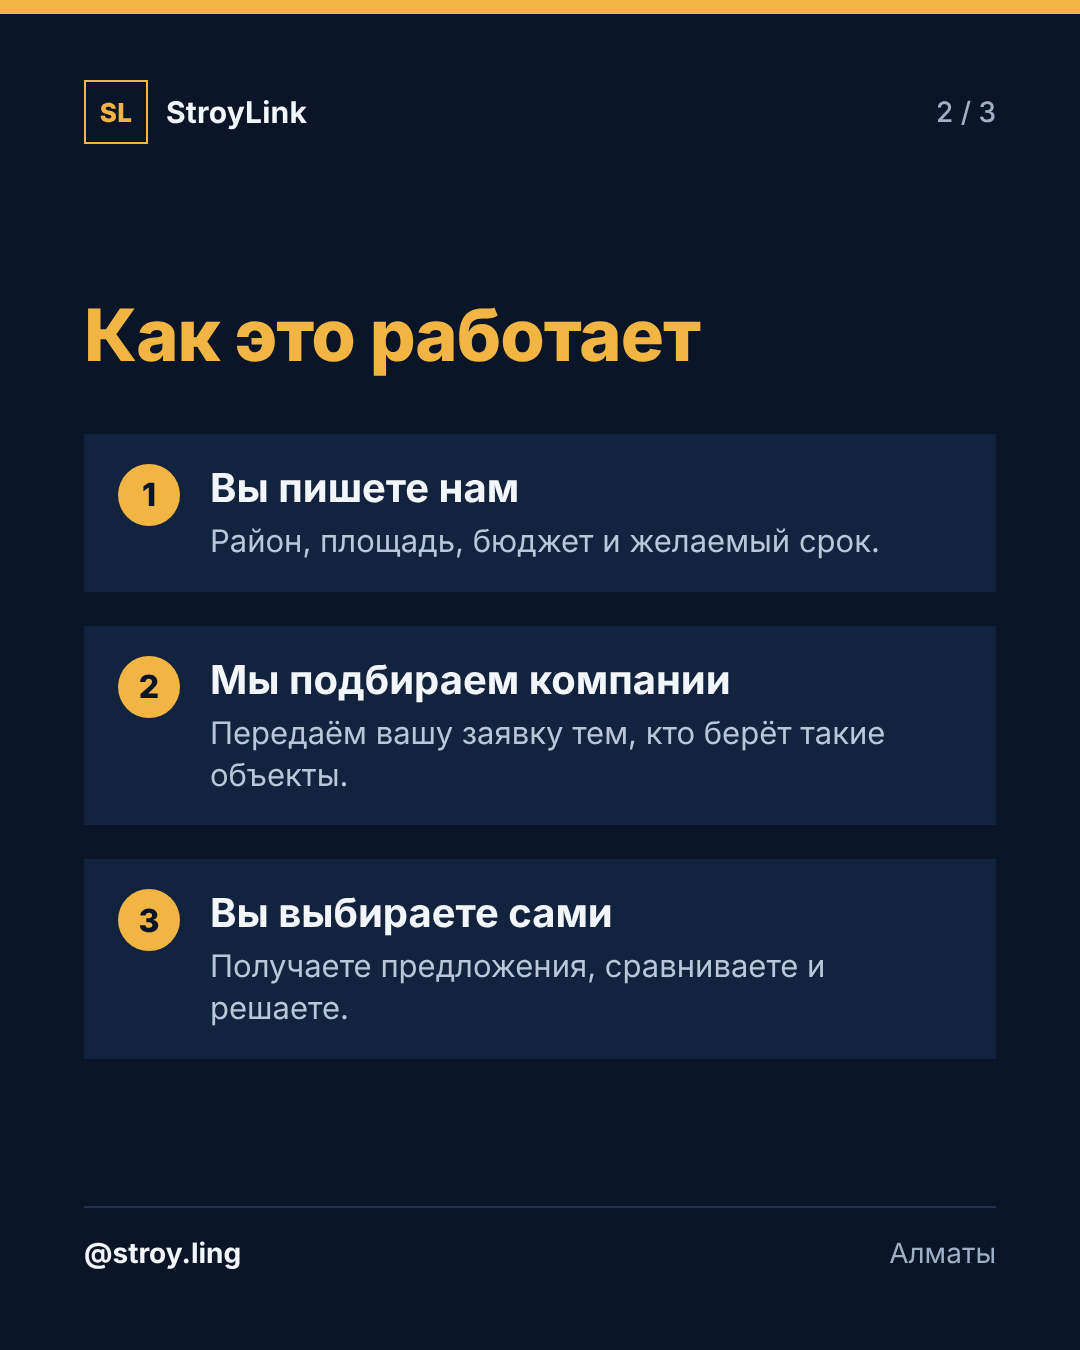 SL StroyLink 2 / 3
Как это работает
1 Вы пишете нам
Район, площадь, бюджет и желаемый срок.
2 Мы подбираем компании
Передаём вашу заявку тем, кто берёт такие
объекты.
3 Вы выбираете сами
Получаете предложения, сравниваете и
решаете.
@stroy.ling Алматы